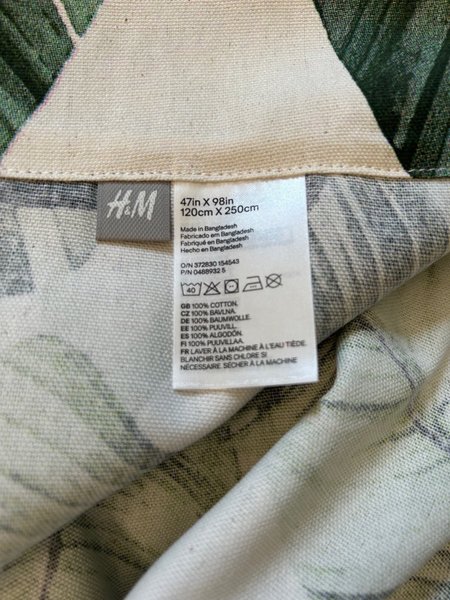 H&M
47in X 98in
120cm X 250cm
Made in Bangladesh
Fabricado em Bangladesh
Fabriqué en Bangladesh
Hecho en Bangladesh
O/N 372830 154543
P/N 0468932 5
40
GB 100% COTTON.
CZ 100% BAVLNA.
DE 100% BAUMWOLLE.
EE 100% PUUVILL.
ES 100% ALGODÓN.
FI 100% PUUVILLAA.
FR LAVER À LA MACHINE À L'EAU TIÈDE.
BLANCHIR SANS CHLORE SI
NÉCESSAIRE. SÉCHER À LA MACHINE